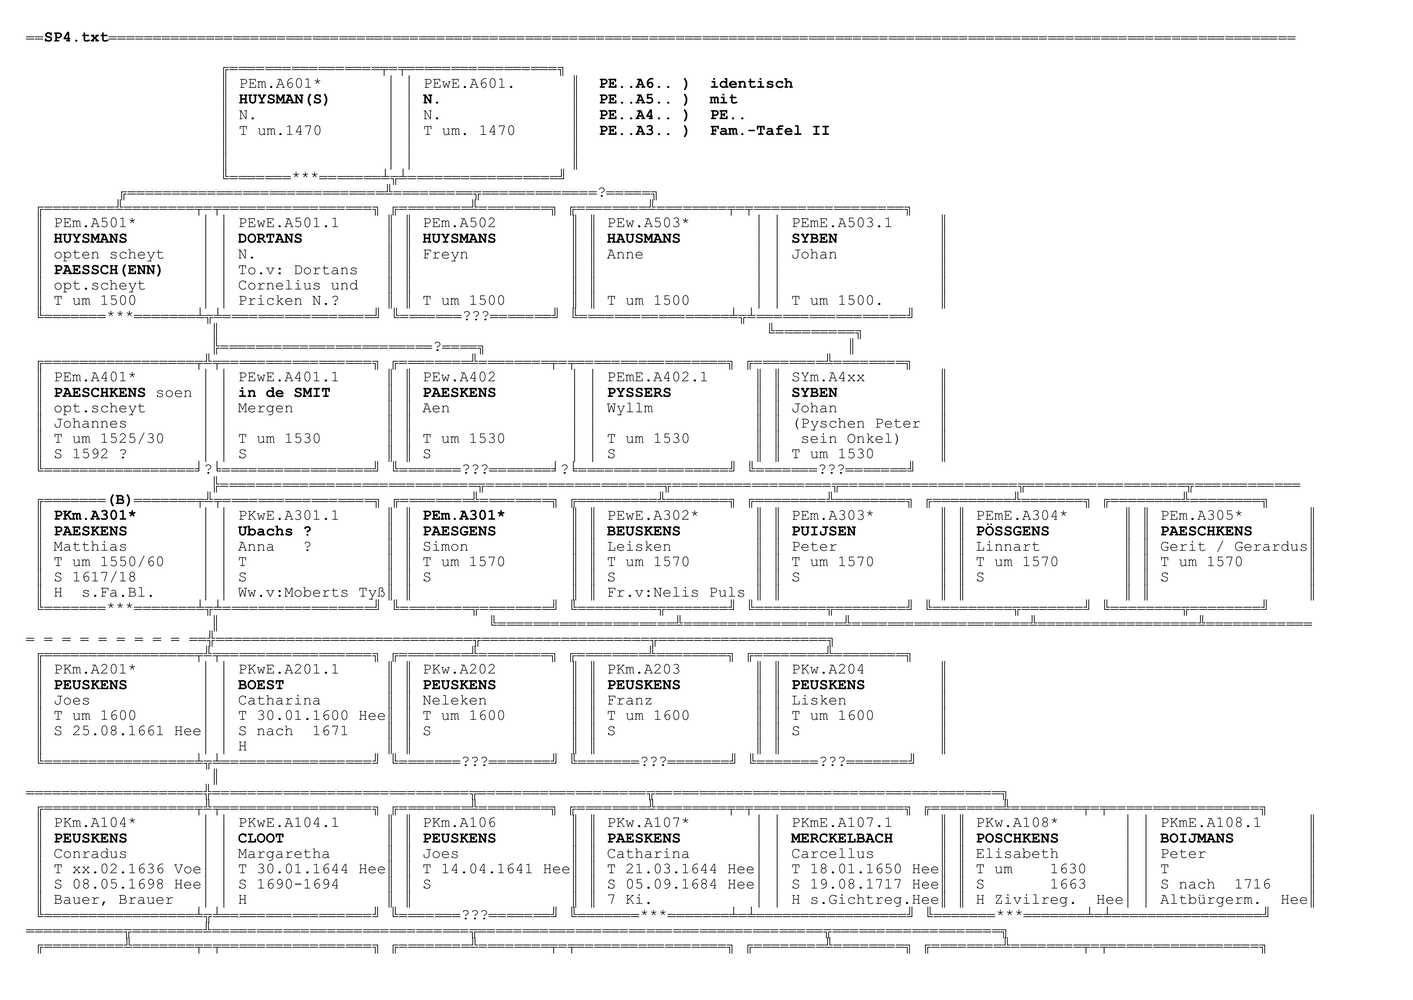 SP4.txt
PEm.A601* PEwE.A601. PE..A6.. ) identisch
HUYSMAN(S) N. PE..A5.. ) mit
N. N. PE..A4.. ) PE..
T um.1470 T um. 1470 PE..A3.. ) Fam.-Tafel II
***
?
PEm.A501* PEwE.A501.1 PEm.A502 PEw.A503* PEmE.A503.1
HUYSMANS DORTANS HUYSMANS HAUSMANS SYBEN
opten scheyt N. Freyn Anne Johan
PAESSCH(ENN) To.v: Dortans
opt.scheyt Cornelius und
T um 1500 Pricken N.? T um 1500 T um 1500 T um 1500.
*** ???
?
PEm.A401* PEwE.A401.1 PEw.A402 PEmE.A402.1 SYm.A4xx
PAESCHKENS soen in de SMIT PAESKENS PYSSERS SYBEN
opt.scheyt Mergen Aen Wyllm Johan
Johannes (Pyschen Peter
T um 1525/30 T um 1530 T um 1530 T um 1530 sein Onkel)
S 1592 ? S S S T um 1530
? ??? ? ???
(B)
PKm.A301* PKwE.A301.1 PEm.A301* PEwE.A302* PEm.A303* PEmE.A304* PEm.A305*
PAESKENS Ubachs ? PAESGENS BEUSKENS PUIJSEN PÖSSGENS PAESCHKENS
Matthias Anna ? Simon Leisken Peter Linnart Gerit / Gerardus
T um 1550/60 T T um 1570 T um 1570 T um 1570 T um 1570 T um 1570
S 1617/18 S S S S S S
H s.Fa.Bl. Ww.v:Moberts Tyß Fr.v:Nelis Puls
***
PKm.A201* PKwE.A201.1 PKw.A202 PKm.A203 PKw.A204
PEUSKENS BOEST PEUSKENS PEUSKENS PEUSKENS
Joes Catharina Neleken Franz Lisken
T um 1600 T 30.01.1600 Hee T um 1600 T um 1600 T um 1600
S 25.08.1661 Hee S nach 1671 S S S
H
??? ??? ???
PKm.A104* PKwE.A104.1 PKm.A106 PKw.A107* PKmE.A107.1 PKw.A108* PKmE.A108.1
PEUSKENS CLOOT PEUSKENS PAESKENS MERCKELBACH POSCHKENS BOIJMANS
Conradus Margaretha Joes Catharina Carcellus Elisabeth Peter
T xx.02.1636 Voe T 30.01.1644 Hee T 14.04.1641 Hee T 21.03.1644 Hee T 18.01.1650 Hee T um 1630 T
S 08.05.1698 Hee S 1690-1694 S S 05.09.1684 Hee S 19.08.1717 Hee S 1663 S nach 1716
Bauer, Brauer H 7 Ki. H s.Gichtreg.Hee H Zivilreg. Hee Altbürgerm. Hee
??? *** ***